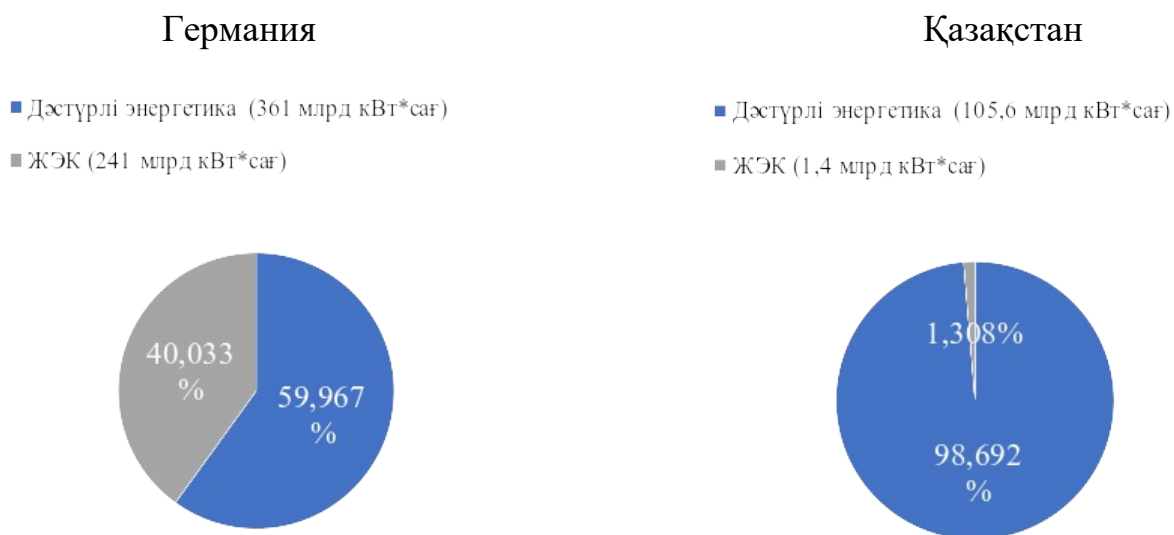 Германия
Дәстүрлі энергетика (361 млрд кВт*сағ)
ЖЭК (241 млрд кВт*сағ)
40,033
%
59,967
%
Қазақстан
Дәстүрлі энергетика (105,6 млрд кВт*сағ)
ЖЭК (1,4 млрд кВт*сағ)
1,308%
98,692
%